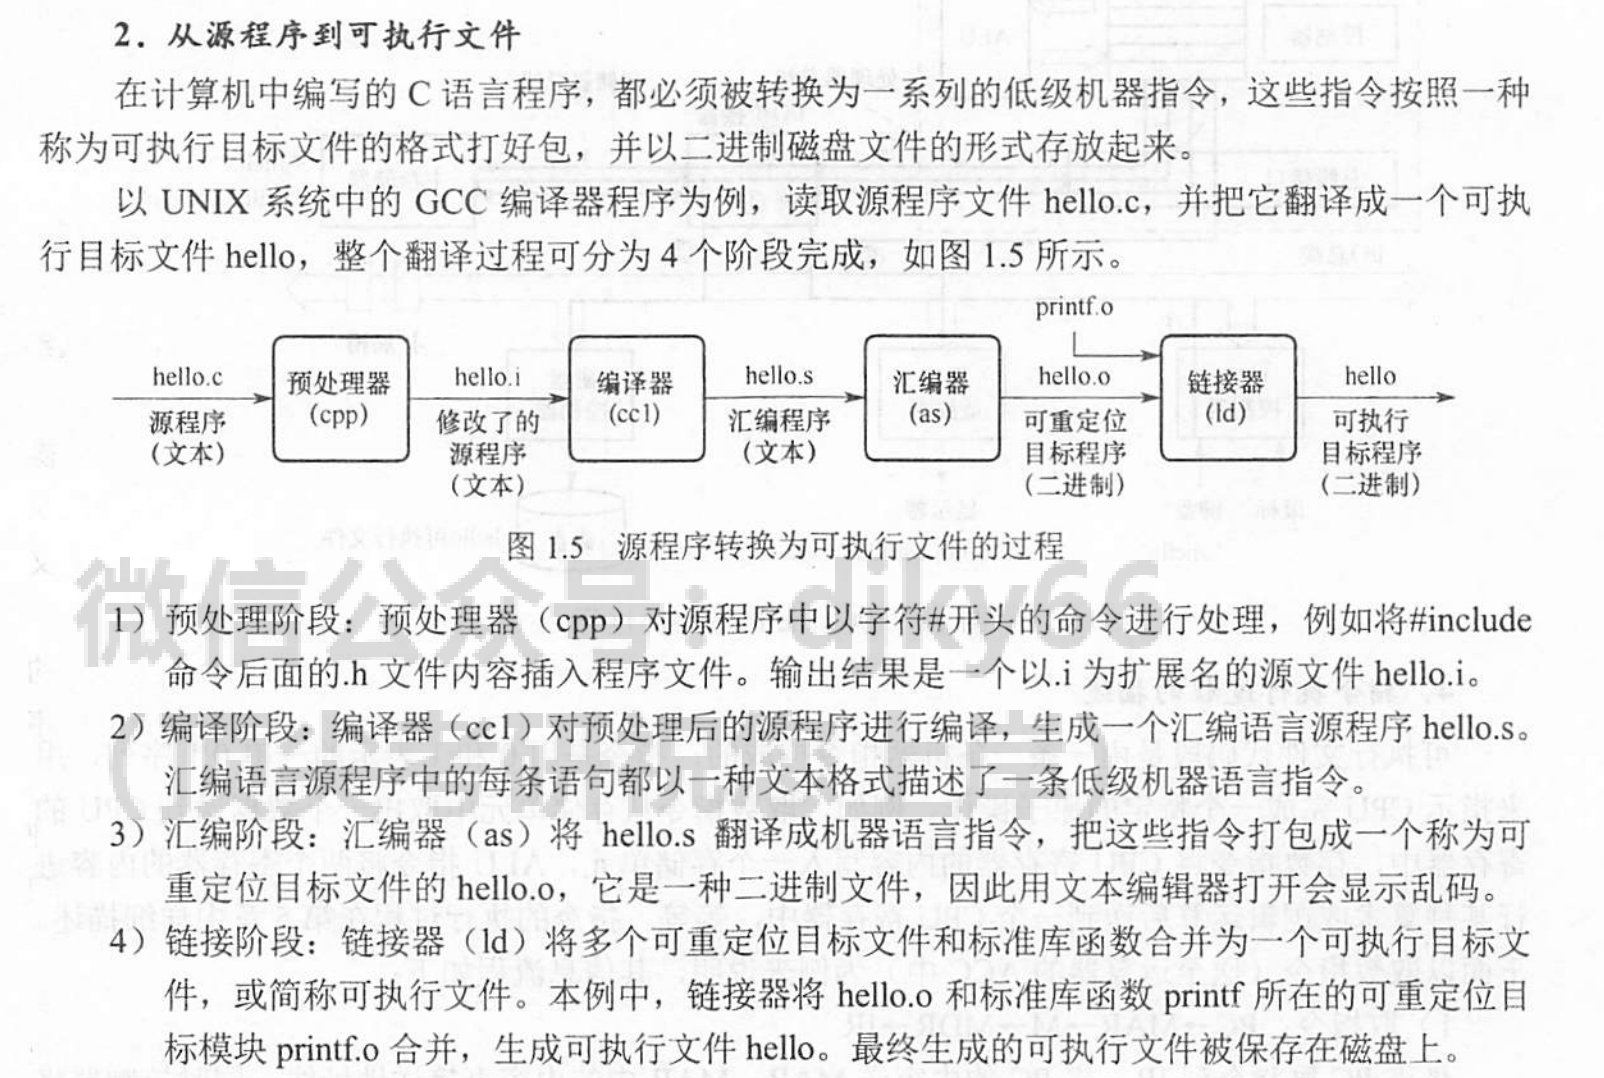 2．从源程序到可执行文件
在计算机中编写的 C 语言程序，都必须被转换为一系列的低级机器指令，这些指令按照一种
称为可执行目标文件的格式打好包，并以二进制磁盘文件的形式存放起来。
以 UNIX 系统中的 GCC 编译器程序为例，读取源程序文件 hello.c，并把它翻译成一个可执
行目标文件 hello，整个翻译过程可分为 4 个阶段完成，如图 1.5 所示。
printf.o
hello.c
源程序
（文本）
预处理器
(cpp)
hello.i
修改了的
源程序
（文本）
编译器
(cc1)
hello.s
汇编程序
（文本）
汇编器
(as)
hello.o
可重定位
目标程序
（二进制）
链接器
(ld)
hello
可执行
目标程序
（二进制）
图 1.5 源程序转换为可执行文件的过程
微信公众号：djky66
1）预处理阶段：预处理器（cpp）对源程序中以字符#开头的命令进行处理，例如将#include
命令后面的.h 文件内容插入程序文件。输出结果是一个以.i 为扩展名的源文件 hello.i。
2）编译阶段：编译器（cc1）对预处理后的源程序进行编译，生成一个汇编语言源程序 hello.s。
（顶尖考研祝您上岸）
汇编语言源程序中的每条语句都以一种文本格式描述了一条低级机器语言指令。
3）汇编阶段：汇编器（as）将 hello.s 翻译成机器语言指令，把这些指令打包成一个称为可
重定位目标文件的 hello.o，它是一种二进制文件，因此用文本编辑器打开会显示乱码。
4）链接阶段：链接器（ld）将多个可重定位目标文件和标准库函数合并为一个可执行目标文
件，或简称可执行文件。本例中，链接器将 hello.o 和标准库函数 printf 所在的可重定位目
标模块 printf.o 合并，生成可执行文件 hello。最终生成的可执行文件被保存在磁盘上。